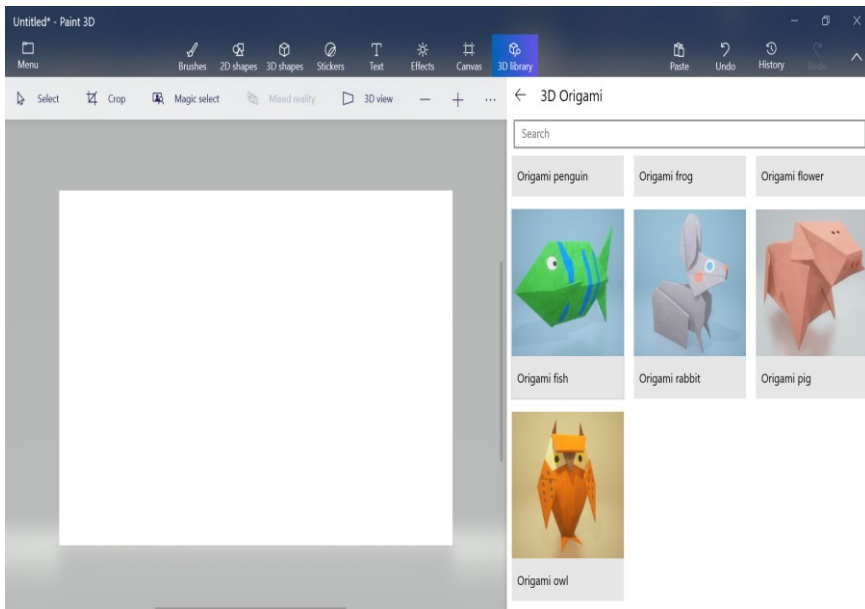 Untitled* - Paint 3D
Menu
Brushes
2D shapes
3D shapes
Stickers
Text
Effects
Canvas
3D library
Paste
Undo
History
Redo
Select
Crop
Magic select
Mixed reality
3D view
3D Origami
Search
Origami penguin
Origami frog
Origami flower
Origami fish
Origami rabbit
Origami pig
Origami owl